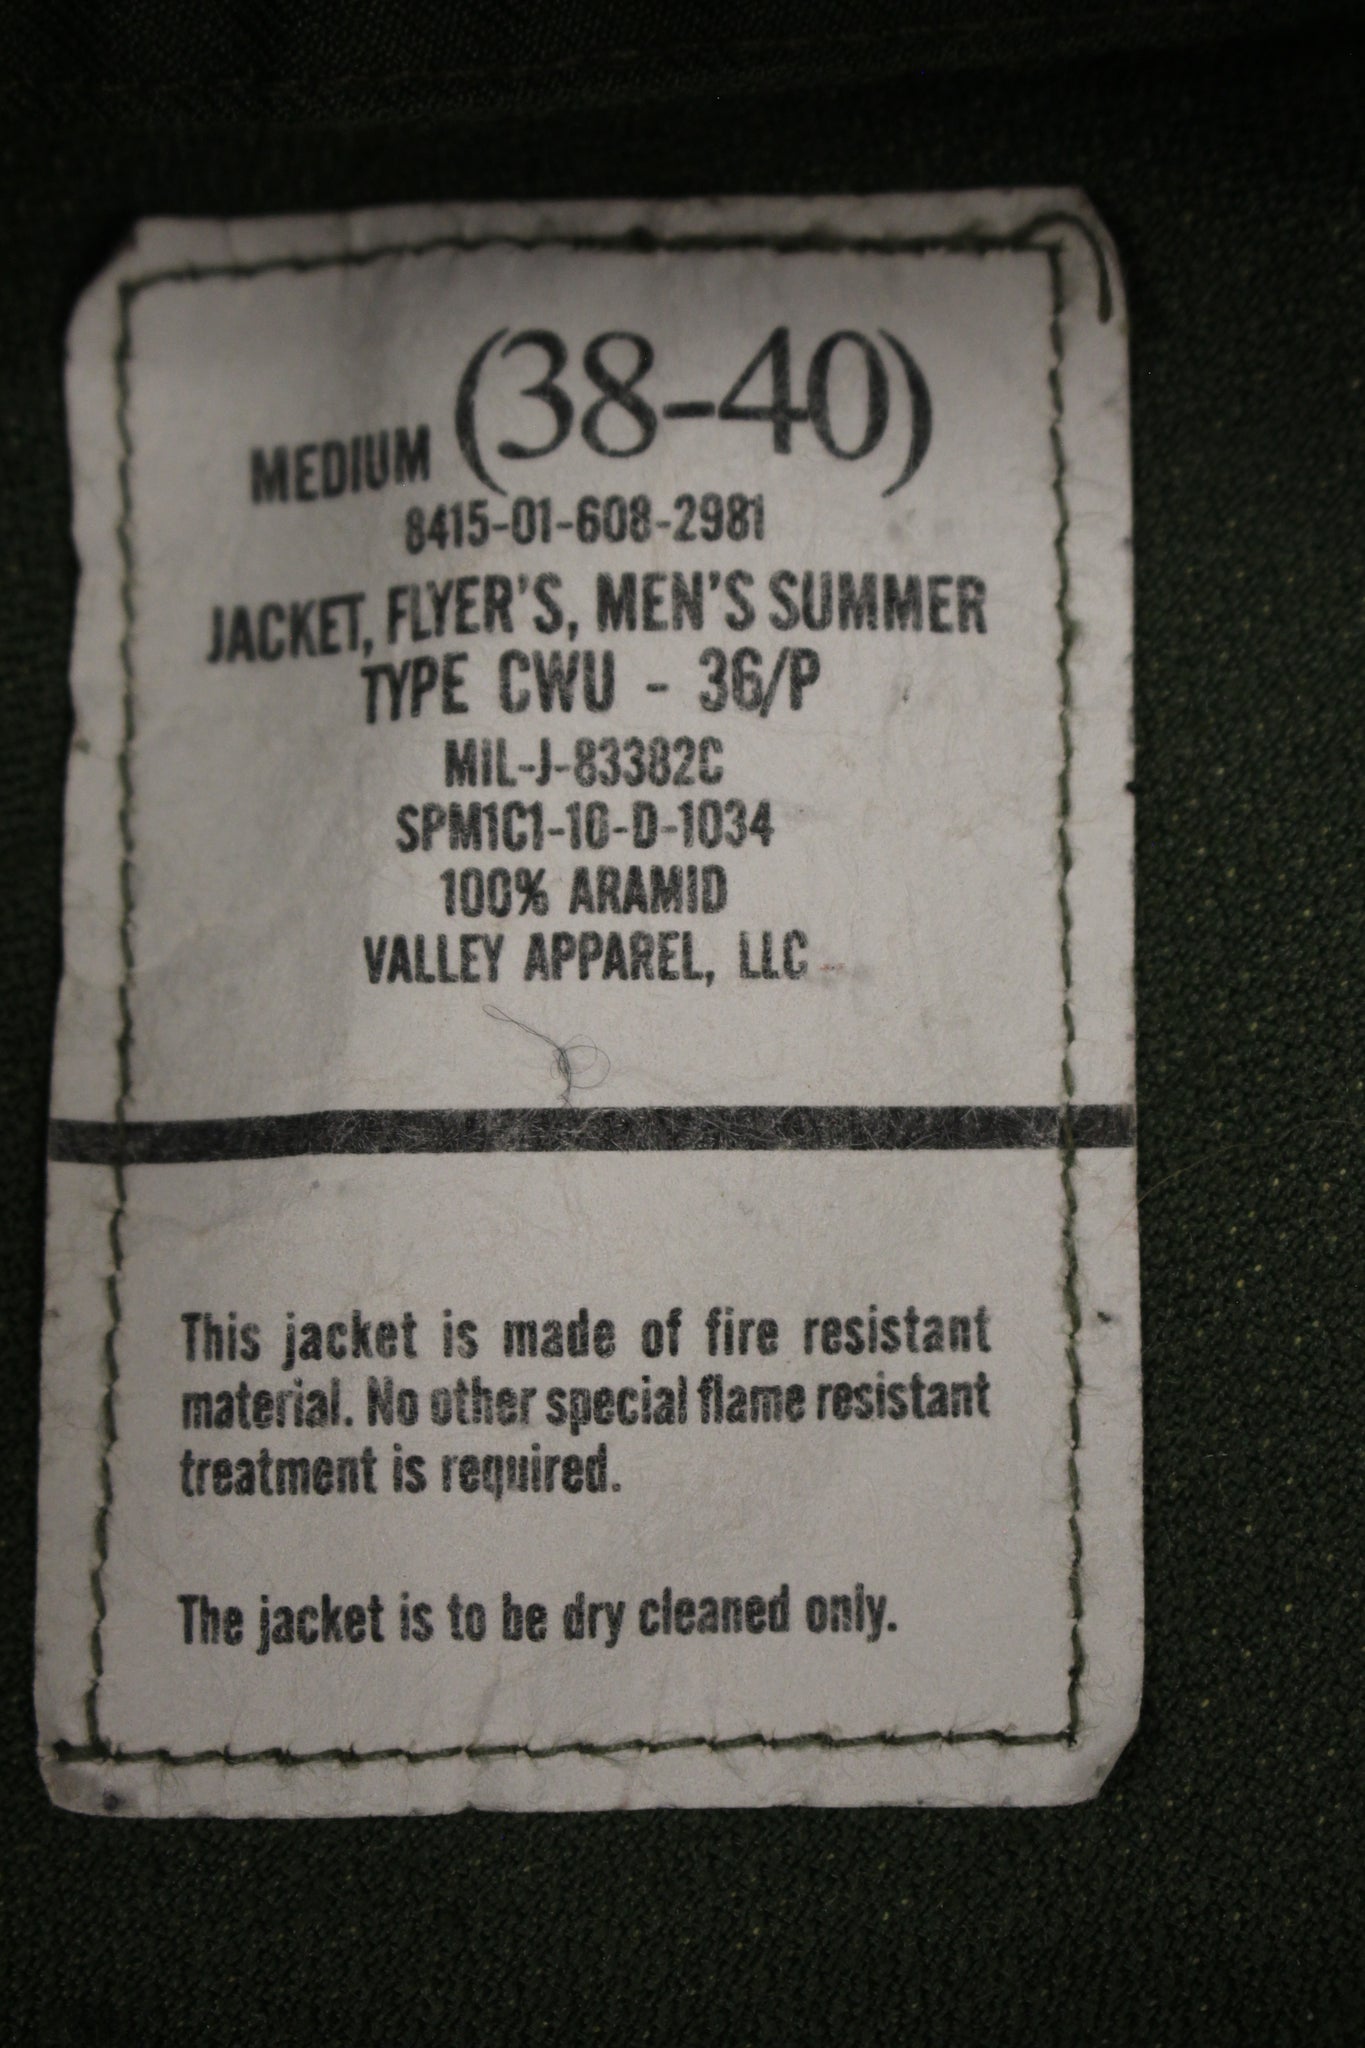 MEDIUM (38-40)
8415-01-608-2981
JACKET, FLYER'S, MEN'S SUMMER
TYPE CWU - 36/P
MIL-J-83382C
SPM1C1-10-D-1034
100% ARAMID
VALLEY APPAREL, LLC
This jacket is made of fire resistant
material. No other special flame resistant
treatment is required.
The jacket is to be dry cleaned only.